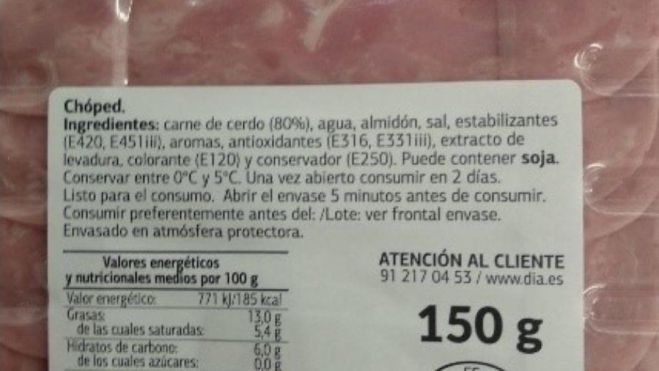 Chóped.
Ingredientes: carne de cerdo (80%), agua, almidón, sal, estabilizantes
(E420, E451iii), aromas, antioxidantes (E316, E331iii), extracto de
levadura, colorante (E120) y conservador (E250). Puede contener soja.
Conservar entre 0°C y 5°C. Una vez abierto consumir en 2 días.
Listo para el consumo. Abrir el envase 5 minutos antes de consumir.
Consumir preferentemente antes del: /Lote: ver frontal envase.
Envasado en atmósfera protectora.
Valores energéticos
y nutricionales medios por 100 g
Valor energético: 771 kJ/185 kcal
Grasas: 13,0 g
de las cuales saturadas: 5,4 g
Hidratos de carbono: 6,0 g
de los cuales azúcares: 0,0 g
ATENCIÓN AL CLIENTE
91 217 04 53 / www.dia.es
150 g